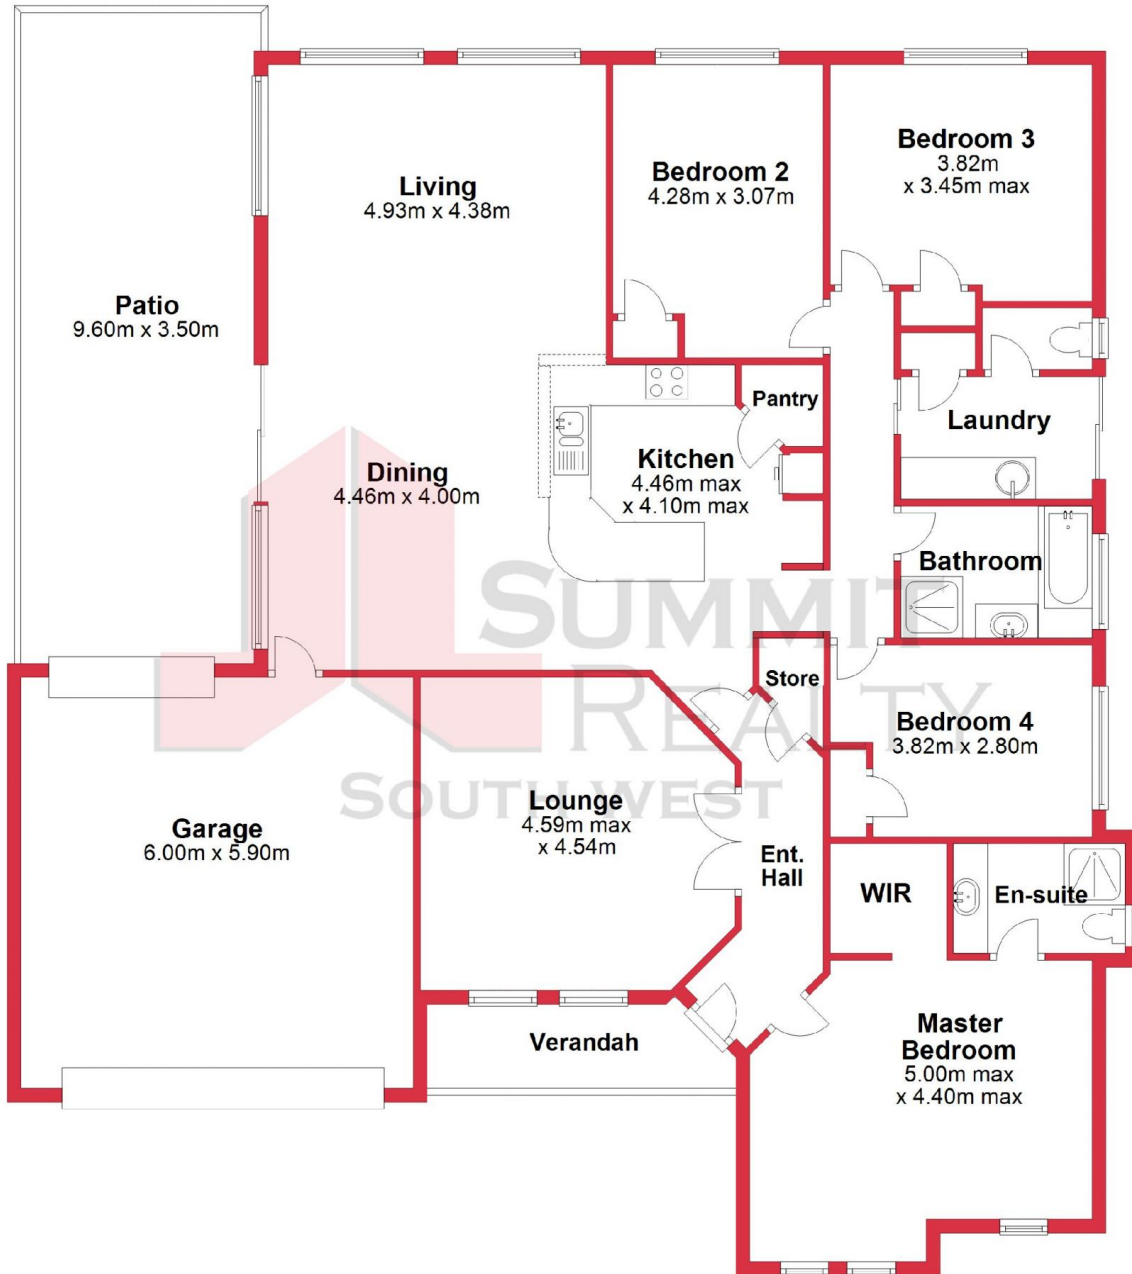 Living
4.93m x 4.38m
Bedroom 2
4.28m x 3.07m
Bedroom 3
3.82m
x 3.45m max
Patio
9.60m x 3.50m
Pantry
Laundry
Dining
4.46m x 4.00m
Kitchen
4.46m max
x 4.10m max
Bathroom
SUMMIT
REALTY
SOUTH WEST
Store
Bedroom 4
3.82m x 2.80m
Garage
6.00m x 5.90m
Lounge
4.59m max
x 4.54m
Ent.
Hall
WIR
En-suite
Verandah
Master
Bedroom
5.00m max
x 4.40m max